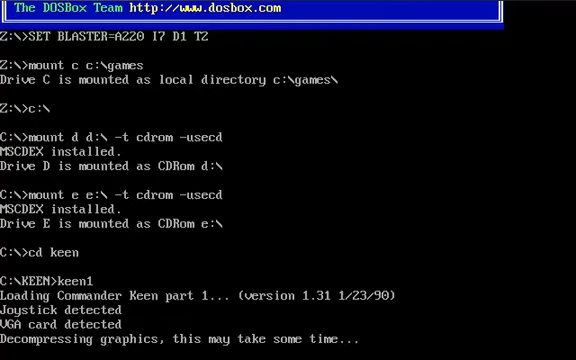 The DOSBox Team http://www.dosbox.com
Z:\>SET BLASTER=A220 I7 D1 T2
Z:\>mount c c:\games
Drive C is mounted as local directory c:\games\
Z:\>c:\
C:\>mount d d:\ -t cdrom -usecd
MSCDEX installed.
Drive D is mounted as CDRom d:\
C:\>mount e e:\ -t cdrom -usecd
MSCDEX installed.
Drive E is mounted as CDRom e:\
C:\>cd keen
C:\KEEN>keen1
Loading Commander Keen part 1... (version 1.31 1/23/90)
Joystick detected
VGA card detected
Decompressing graphics, this may take some time...